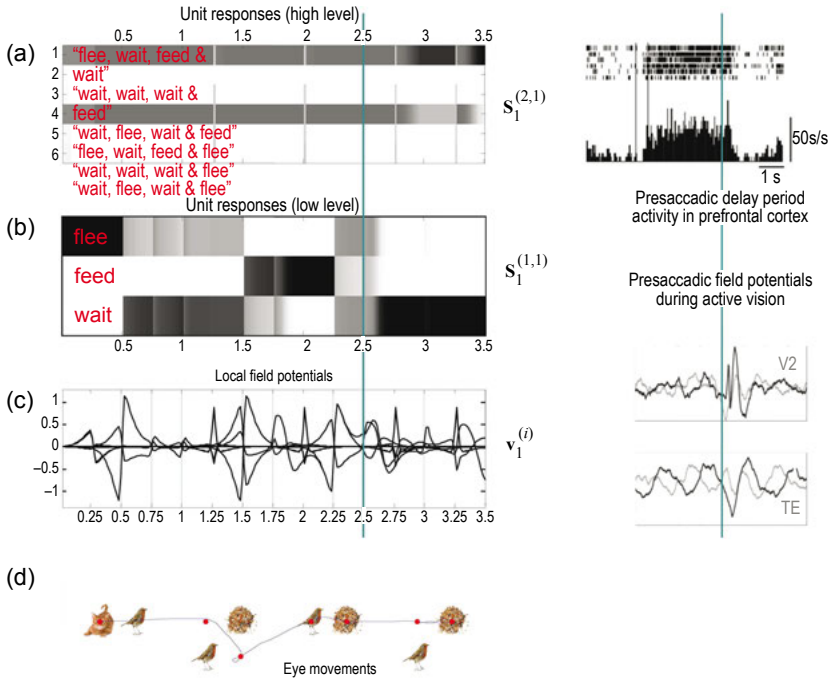 Unit responses (high level)
0.5 1 1.5 2 2.5 3 3.5
(a)
1 “flee, wait, feed &
2 wait”
3 “wait, wait, wait &
4 feed”
5 “wait, flee, wait & feed”
6 “flee, wait, feed & flee”
“wait, wait, wait & flee”
“wait, flee, wait & flee”
s₁^(2,1)
50s/s
1 s
Presaccadic delay period
activity in prefrontal cortex
Unit responses (low level)
(b)
flee
feed
wait
0.5 1 1.5 2 2.5 3 3.5
s₁^(1,1)
Presaccadic field potentials
during active vision
V2
TE
Local field potentials
(c)
1
0.5
0
−0.5
−1
0.25 0.5 0.75 1 1.25 1.5 1.75 2 2.25 2.5 2.75 3 3.25 3.5
v₁^(i)
(d)
Eye movements